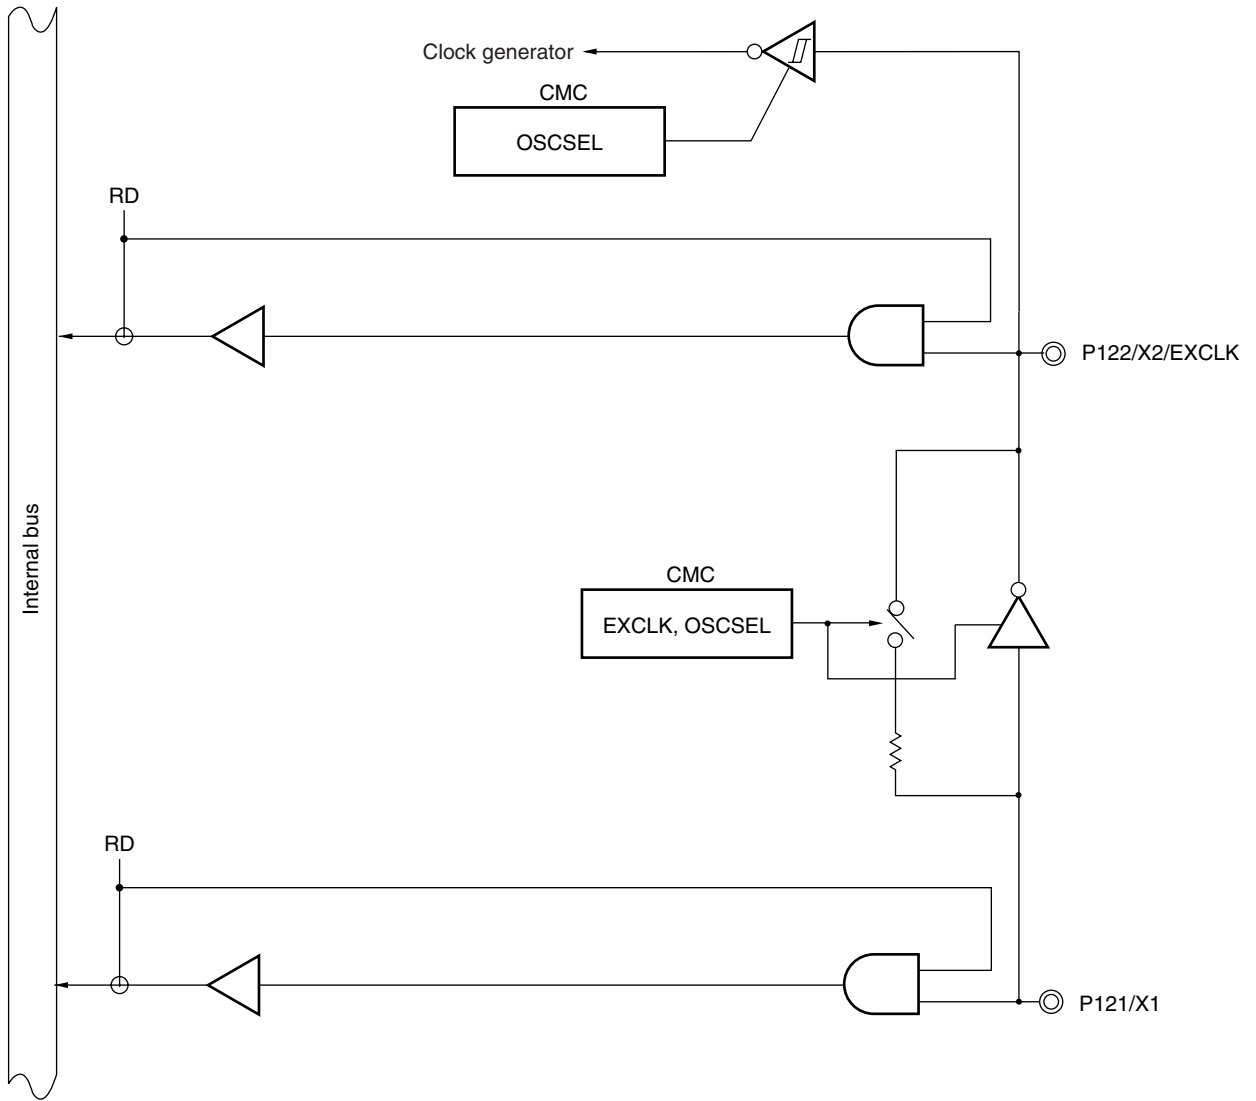 Clock generator
CMC
OSCSEL
RD
P122/X2/EXCLK
Internal bus
CMC
EXCLK, OSCSEL
RD
P121/X1